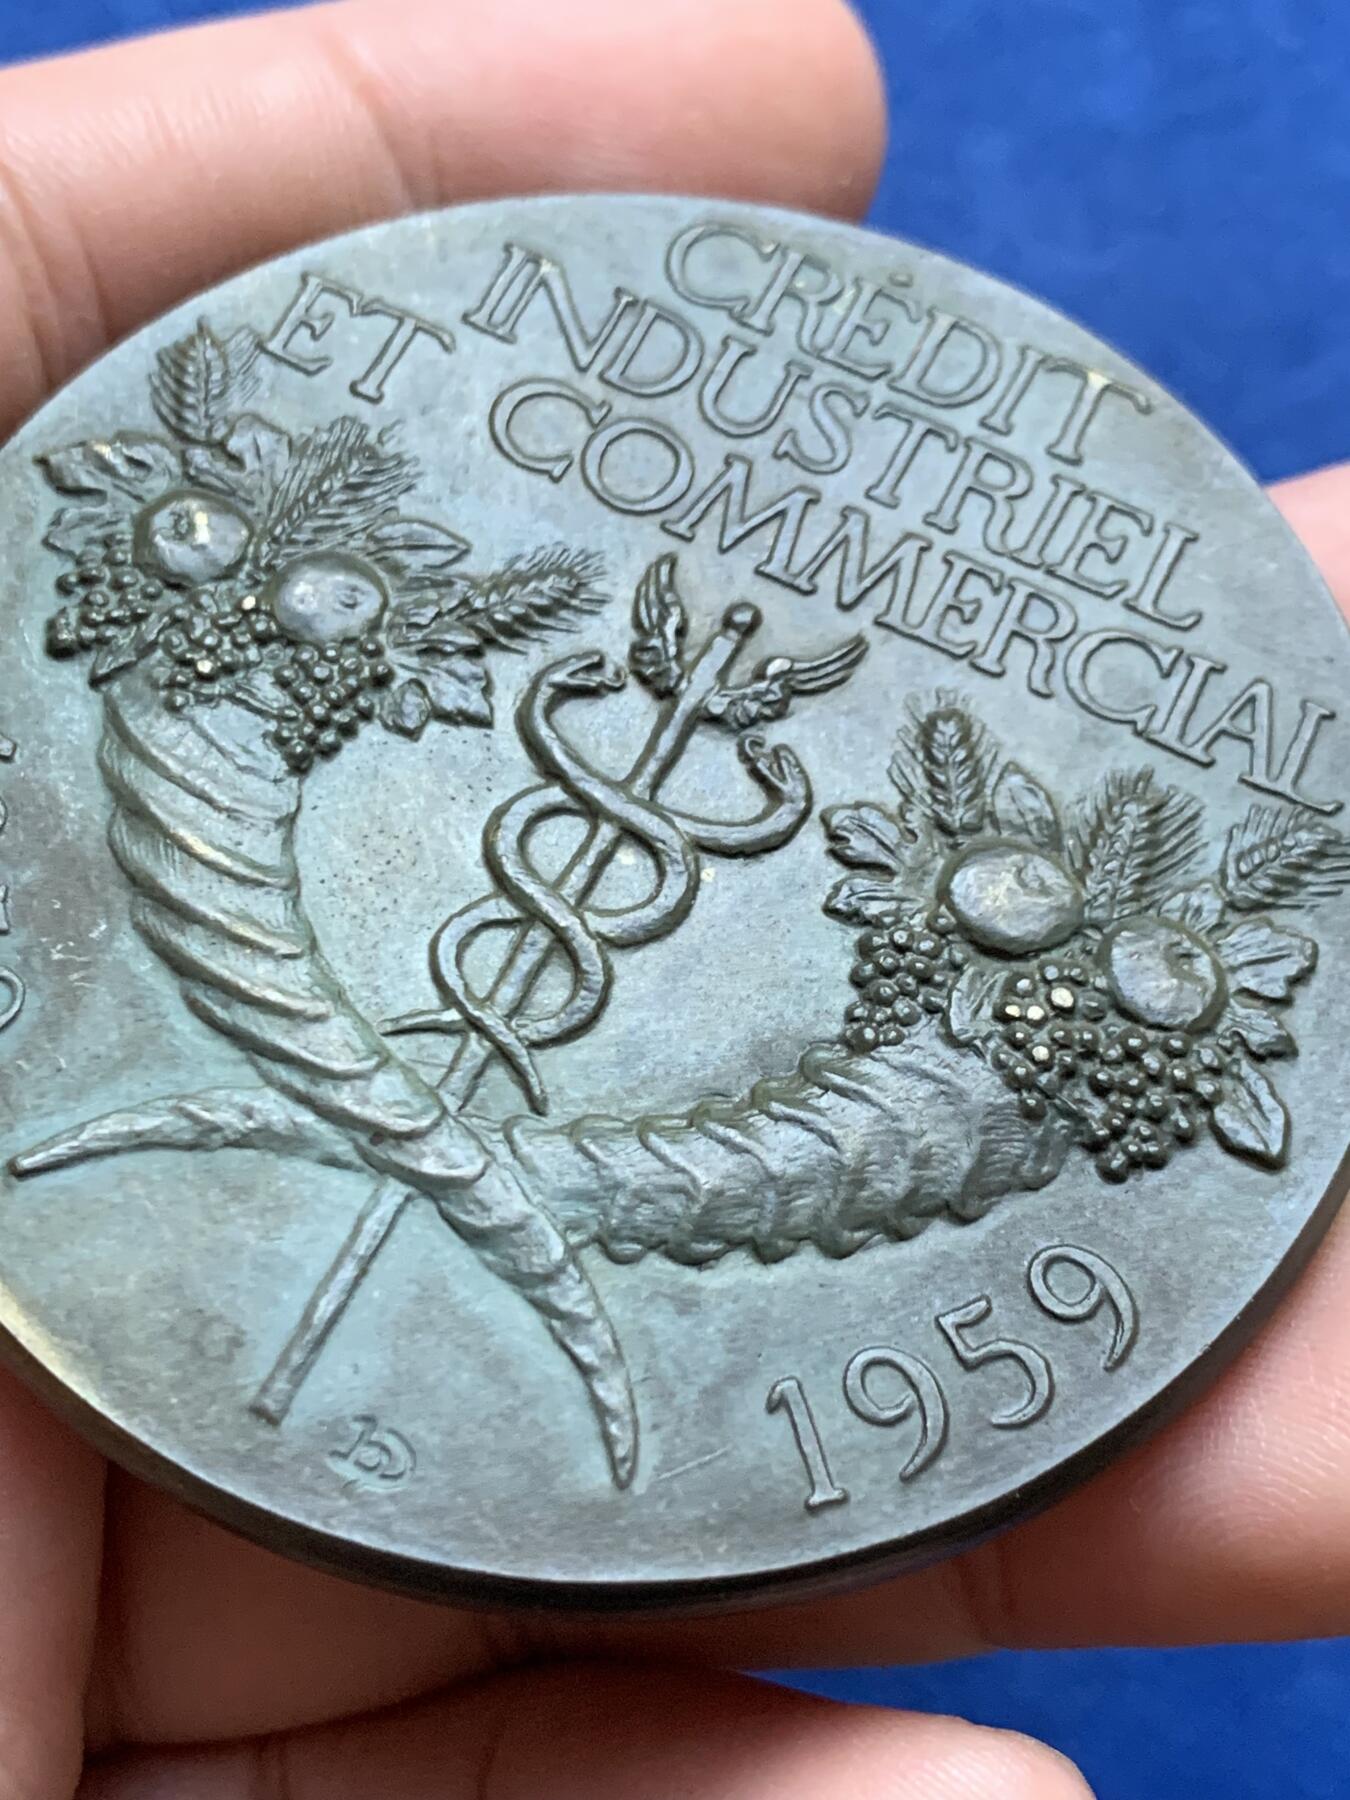 CRÉDIT
INDUSTRIEL
ET COMMERCIAL
1959